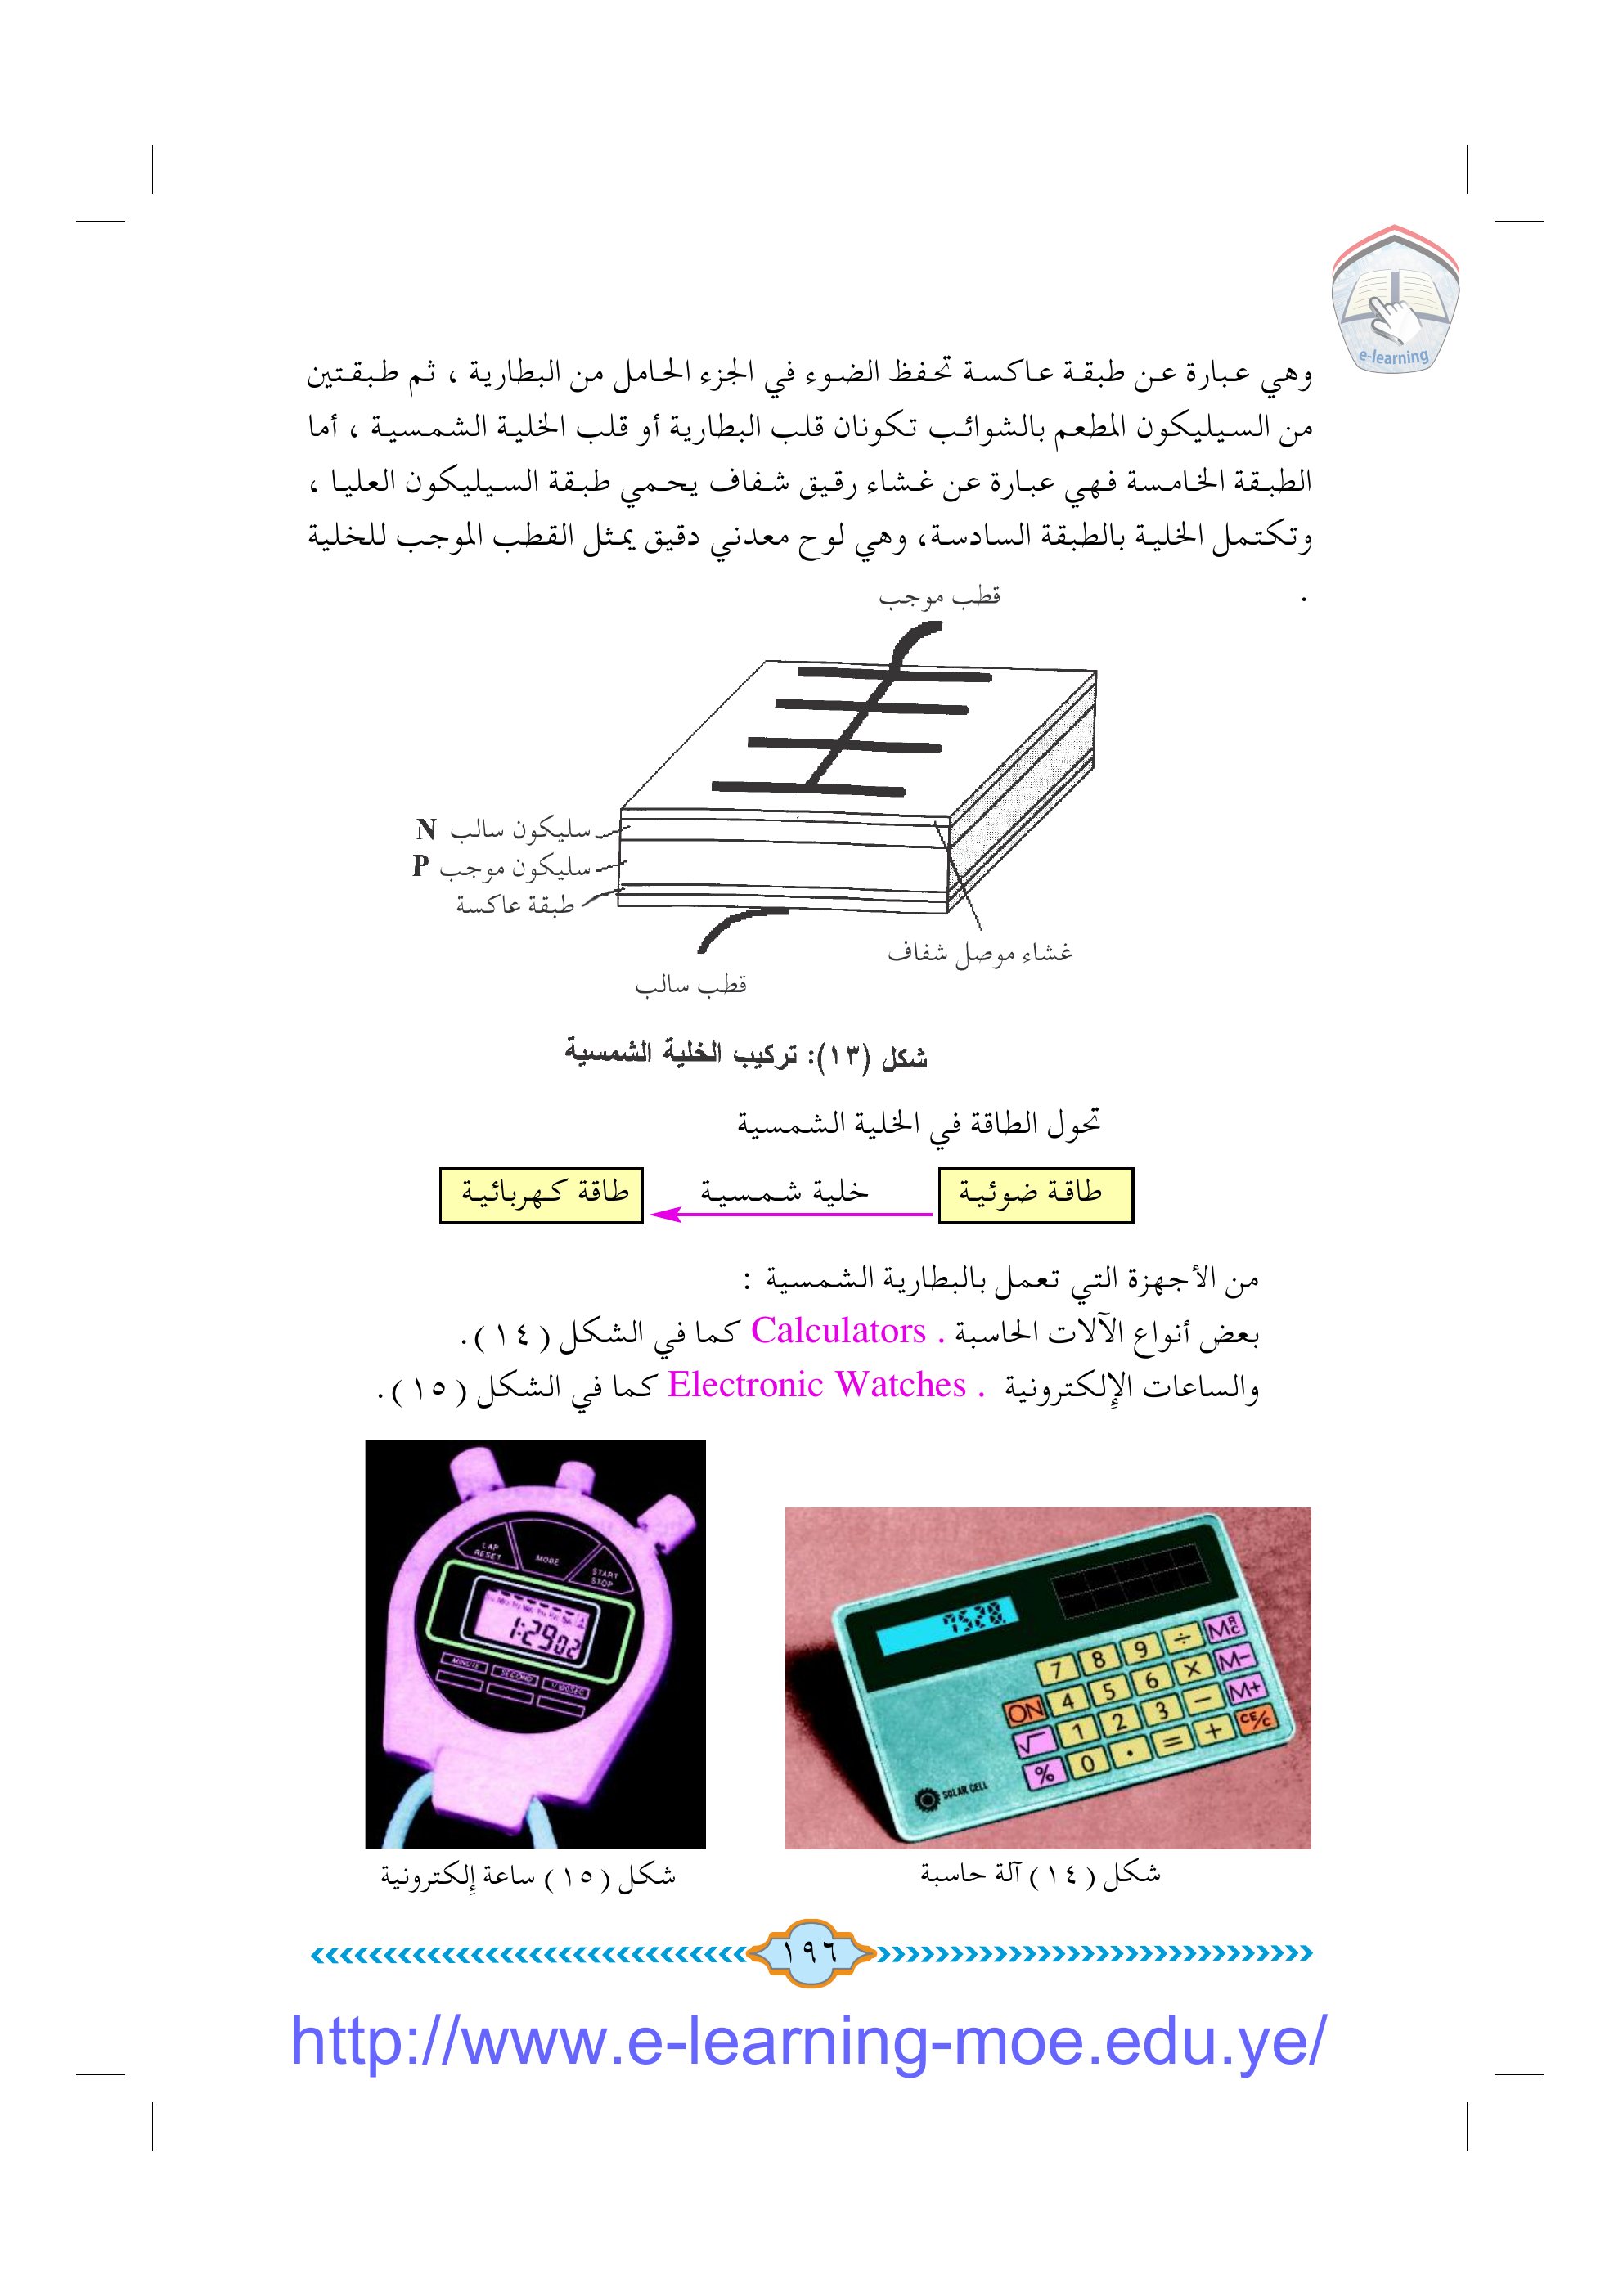 e-learning
وهي عبارة عن طبقة عاكسة تحفظ الضوء في الجزء الحامل من البطارية ، ثم طبقتين
من السيليكون المطعم بالشوائب تكونان قلب البطارية أو قلب الخلية الشمسية ، أما
الطبقة الخامسة فهي عبارة عن غشاء رقيق شفاف يحمي طبقة السيليكون العليا ،
وتكتمل الخلية بالطبقة السادسة، وهي لوح معدني دقيق يمثل القطب الموجب للخلية
.
قطب موجب
سليكون سالب N
سليكون موجب P
طبقة عاكسة
غشاء موصل شفاف
قطب سالب
شكل (١٣): تركيب الخلية الشمسية
تحول الطاقة في الخلية الشمسية
طاقة ضوئية خلية شمسية طاقة كهربائية
من الأجهزة التي تعمل بالبطارية الشمسية :
بعض أنواع الآلات الحاسبة . Calculators كما في الشكل (١٤).
والساعات الإلكترونية . Electronic Watches كما في الشكل (١٥).
7528.
7 8 9 ÷ MRC
ON 4 5 6 × M−
√ 1 2 3 − M+
% 0 . = + CE/C
SOLAR CELL
LAP RESET
MODE
START STOP
1:2902
MINUTE SECOND 1/100SEC
شكل (١٤) آلة حاسبة
شكل (١٥) ساعة إلكترونية
١٩٦
http://www.e-learning-moe.edu.ye/